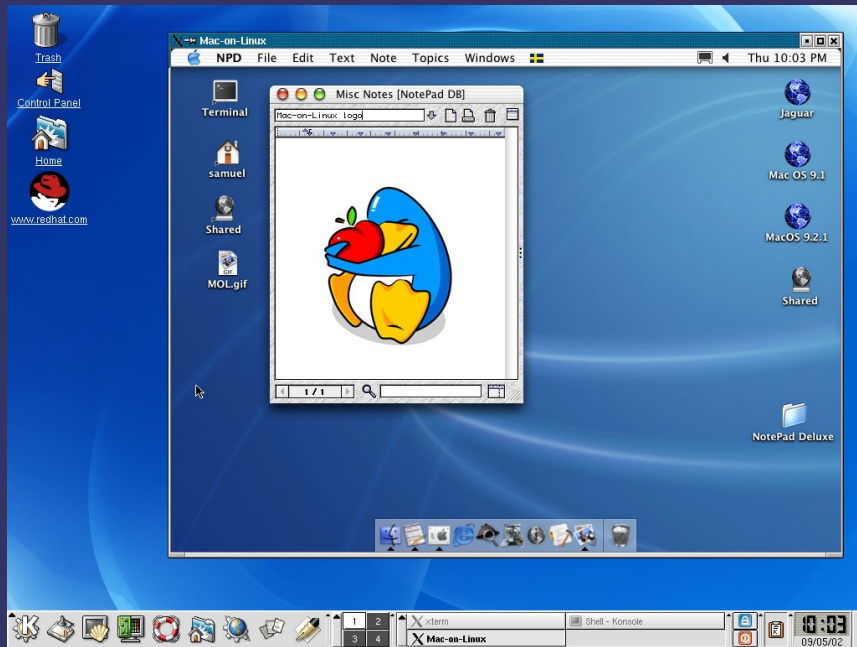 Trash
Control Panel
Home
www.redhat.com
Mac-on-Linux
NPD File Edit Text Note Topics Windows
Thu 10:03 PM
Terminal
samuel
Shared
GIF
MOL.gif
Misc Notes [NotePad DB]
Mac-on-Linux logo
1 / 1
Jaguar
Mac OS 9.1
MacOS 9.2.1
Shared
NotePad Deluxe
K
1 2
3 4
xterm
Shell - Konsole
Mac-on-Linux
10:03
09/05/02